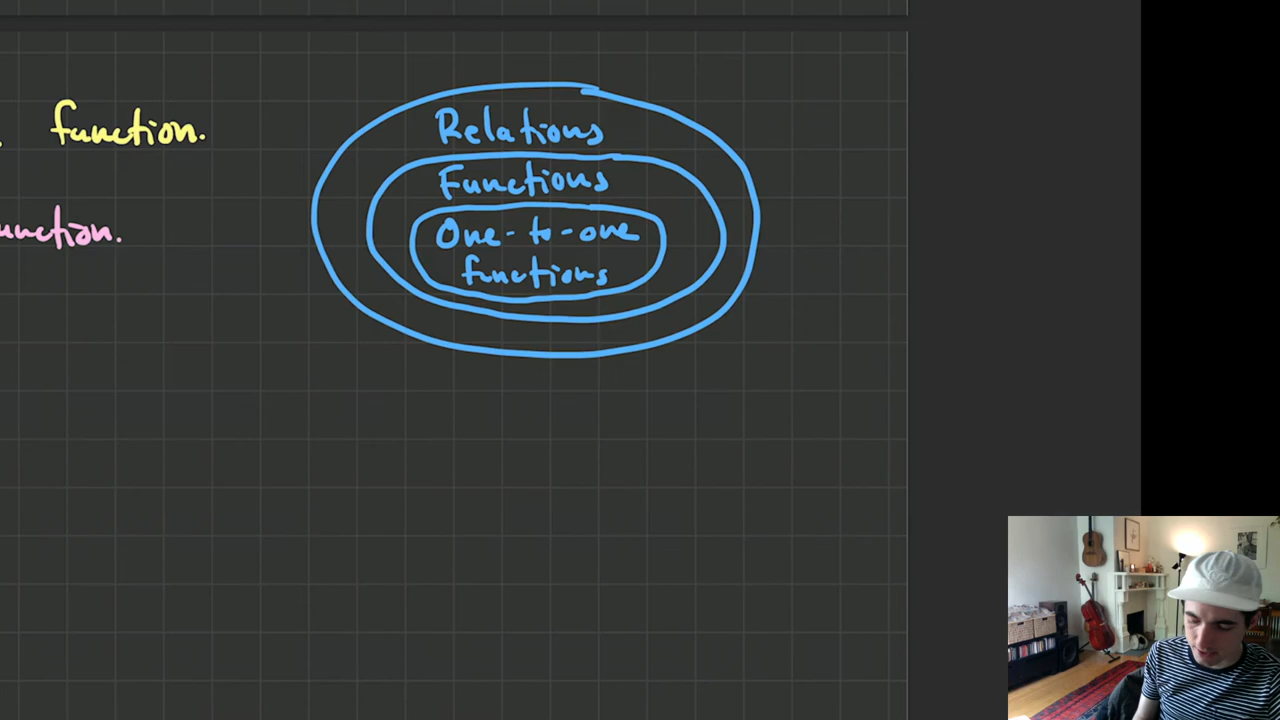 function.
unction.
Relations
Functions
One-to-one
functions